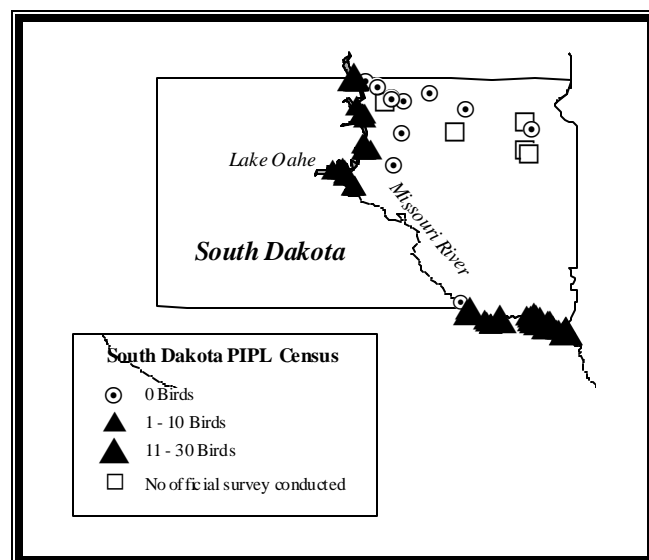 Lake Oahe
Missouri River
South Dakota
South Dakota PIPL Census
0 Birds
1 - 10 Birds
11 - 30 Birds
No official survey conducted